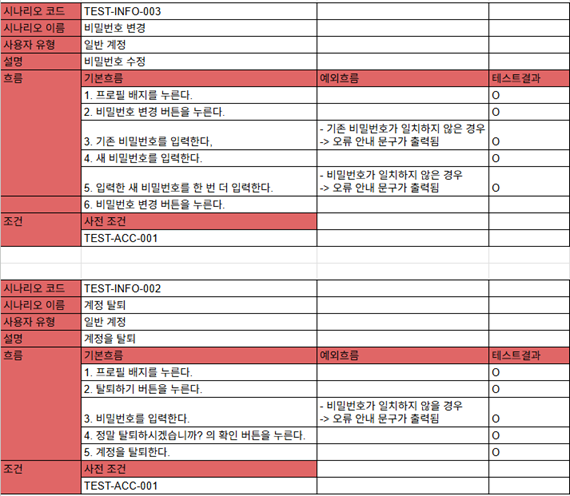 시나리오 코드 TEST-INFO-003
시나리오 이름 비밀번호 변경
사용자 유형 일반 계정
설명 비밀번호 수정
흐름 기본흐름 예외흐름 테스트결과
1. 프로필 배지를 누른다. O
2. 비밀번호 변경 버튼을 누른다. O
- 기존 비밀번호가 일치하지 않은 경우
3. 기존 비밀번호를 입력한다, -> 오류 안내 문구가 출력됨 O
4. 새 비밀번호를 입력한다. O
- 비밀번호가 일치하지 않은 경우
5. 입력한 새 비밀번호를 한 번 더 입력한다. -> 오류 안내 문구가 출력됨 O
6. 비밀번호 변경 버튼을 누른다.
조건 사전 조건
TEST-ACC-001
시나리오 코드 TEST-INFO-002
시나리오 이름 계정 탈퇴
사용자 유형 일반 계정
설명 계정을 탈퇴
흐름 기본흐름 예외흐름 테스트결과
1. 프로필 배지를 누른다. O
2. 탈퇴하기 버튼을 누른다. O
- 비밀번호가 일치하지 않을 경우
3. 비밀번호를 입력한다. -> 오류 안내 문구가 출력됨 O
4. 정말 탈퇴하시겠습니까? 의 확인 버튼을 누른다. O
5. 계정을 탈퇴한다. O
조건 사전 조건
TEST-ACC-001